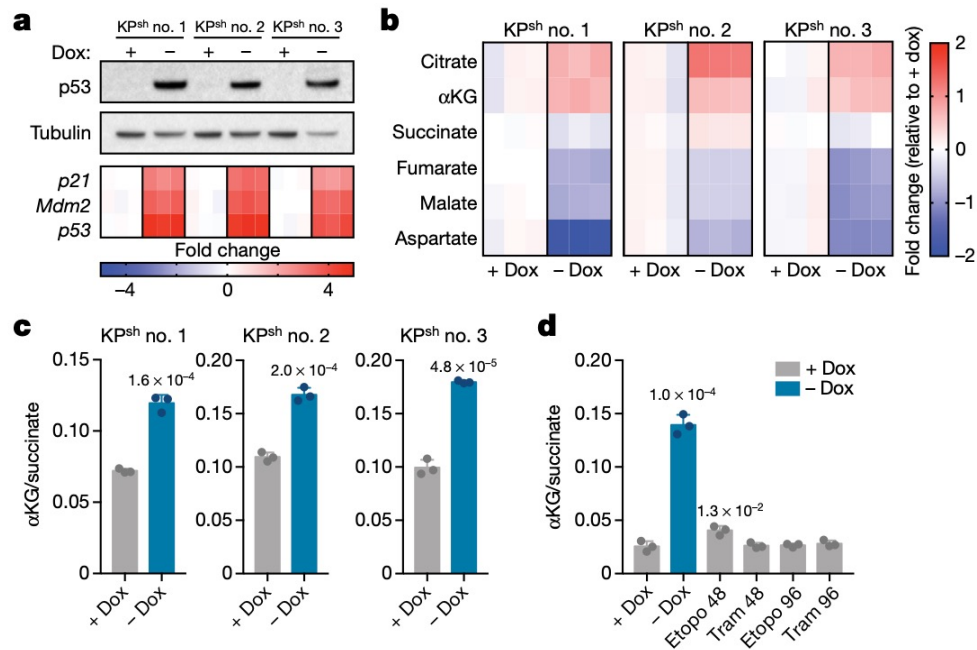 a
KPsh no. 1 KPsh no. 2 KPsh no. 3
Dox: + − + − + −
p53
Tubulin
p21
Mdm2
p53
Fold change
−4 0 4
b
KPsh no. 1 KPsh no. 2 KPsh no. 3
Citrate
αKG
Succinate
Fumarate
Malate
Aspartate
+ Dox − Dox + Dox − Dox + Dox − Dox
2
1
0
−1
−2
Fold change (relative to + dox)
c
KPsh no. 1 KPsh no. 2 KPsh no. 3
αKG/succinate
0.15
0.10
0.05
0
1.6 × 10−4
+ Dox − Dox
0.20
0.15
0.10
0.05
0
2.0 × 10−4
+ Dox − Dox
0.20
0.15
0.10
0.05
0
4.8 × 10−5
+ Dox − Dox
d
αKG/succinate
0.20
0.15
0.10
0.05
0
1.0 × 10−4
1.3 × 10−2
+ Dox
− Dox
+ Dox − Dox Etopo 48 Tram 48 Etopo 96 Tram 96